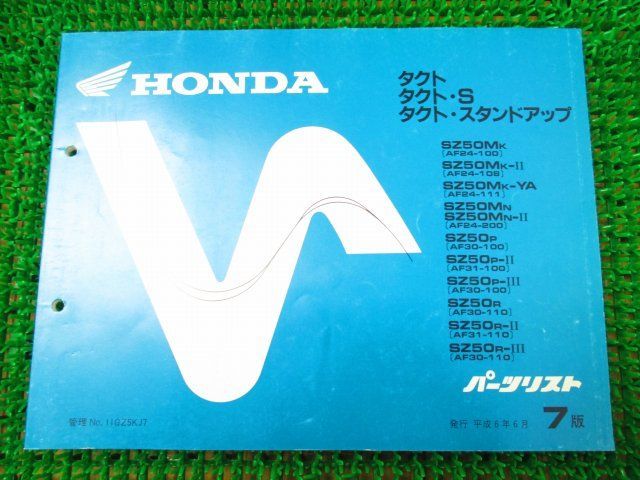 HONDA
タクト
タクト・S
タクト・スタンドアップ
SZ50MK
(AF24-100)
SZ50MK-II
(AF24-108)
SZ50MK-YA
(AF24-111)
SZ50MN
SZ50MN-II
(AF24-200)
SZ50P
(AF30-100)
SZ50P-II
(AF31-100)
SZ50P-III
(AF30-100)
SZ50R
(AF30-110)
SZ50R-II
(AF31-110)
SZ50R-III
(AF30-110)
パーツリスト
管理 No. 11GZ5KJ7
発行 平成6年6月 7版